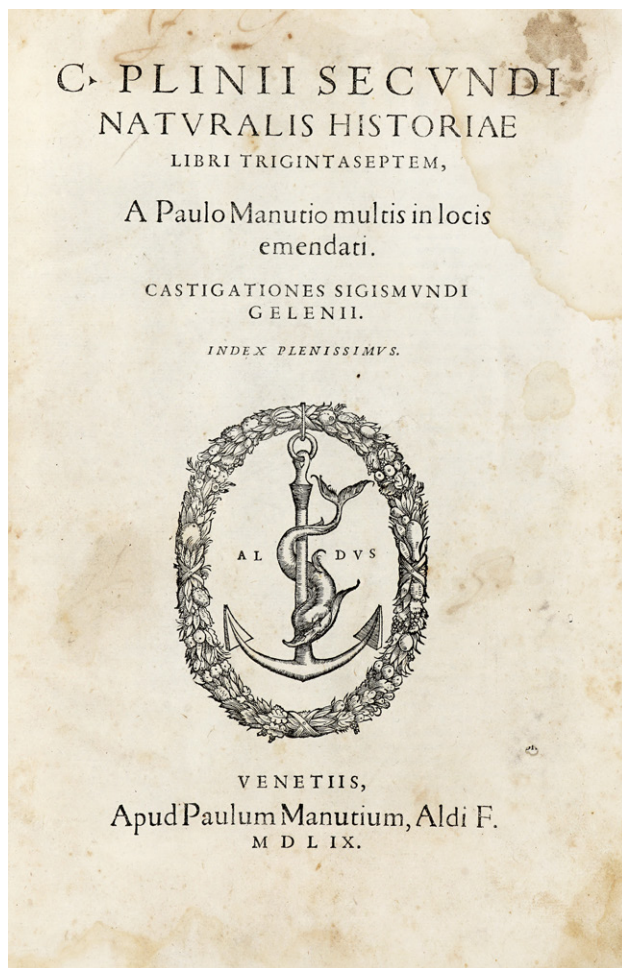 C. PLINII SECVNDI
NATVRALIS HISTORIAE
LIBRI TRIGINTASEPTEM,
A Paulo Manutio multis in locis
emendati.
CASTIGATIONES SIGISMVNDI
GELENII.
INDEX PLENISSIMVS.
AL DVS
VENETIIS,
Apud Paulum Manutium, Aldi F.
M D L IX.